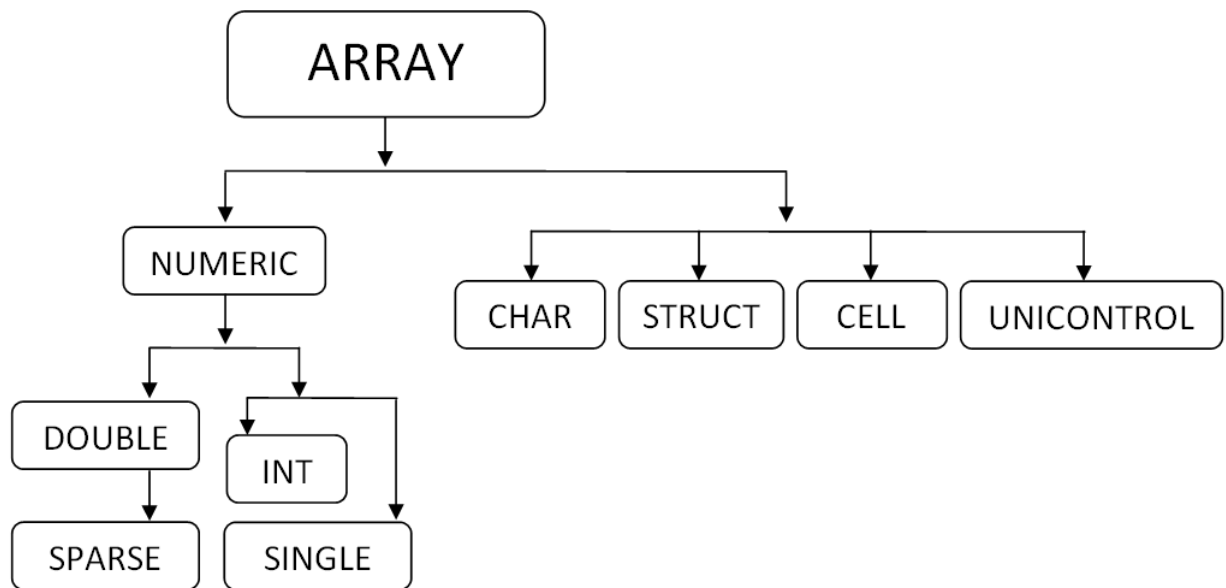 ARRAY
NUMERIC
CHAR
STRUCT
CELL
UNICONTROL
DOUBLE
INT
SPARSE
SINGLE